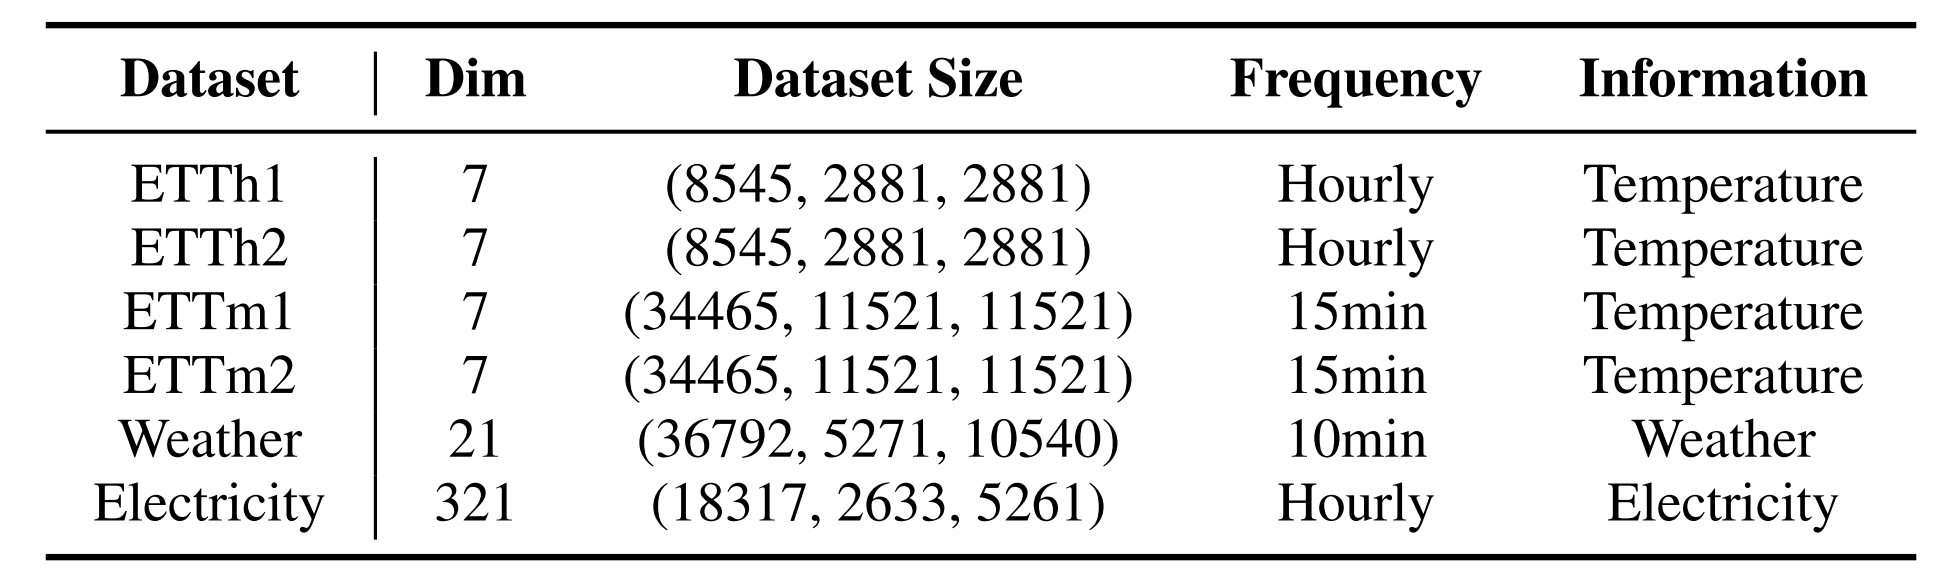 Dataset Dim Dataset Size Frequency Information
ETTh1 7 (8545, 2881, 2881) Hourly Temperature
ETTh2 7 (8545, 2881, 2881) Hourly Temperature
ETTm1 7 (34465, 11521, 11521) 15min Temperature
ETTm2 7 (34465, 11521, 11521) 15min Temperature
Weather 21 (36792, 5271, 10540) 10min Weather
Electricity 321 (18317, 2633, 5261) Hourly Electricity